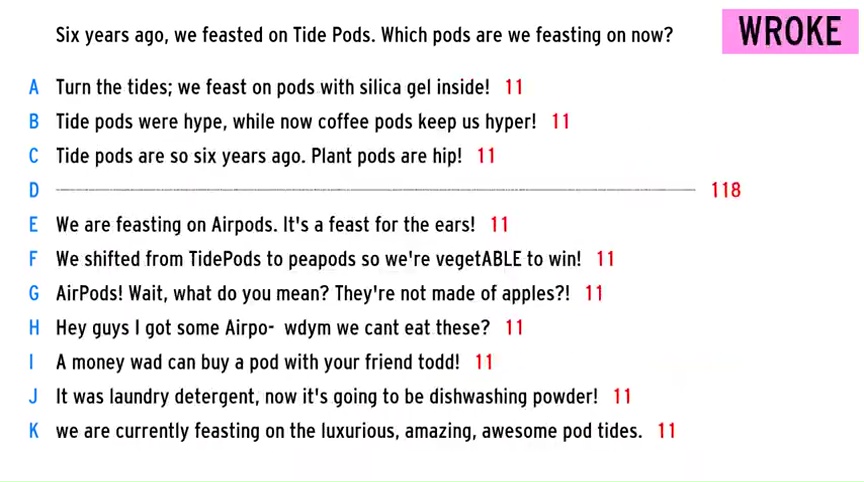 Six years ago, we feasted on Tide Pods. Which pods are we feasting on now?
WROKE
A Turn the tides; we feast on pods with silica gel inside! 11
B Tide pods were hype, while now coffee pods keep us hyper! 11
C Tide pods are so six years ago. Plant pods are hip! 11
D 118
E We are feasting on Airpods. It's a feast for the ears! 11
F We shifted from TidePods to peapods so we're vegetABLE to win! 11
G AirPods! Wait, what do you mean? They're not made of apples?! 11
H Hey guys I got some Airpo- wdym we cant eat these? 11
I A money wad can buy a pod with your friend todd! 11
J It was laundry detergent, now it's going to be dishwashing powder! 11
K we are currently feasting on the luxurious, amazing, awesome pod tides. 11